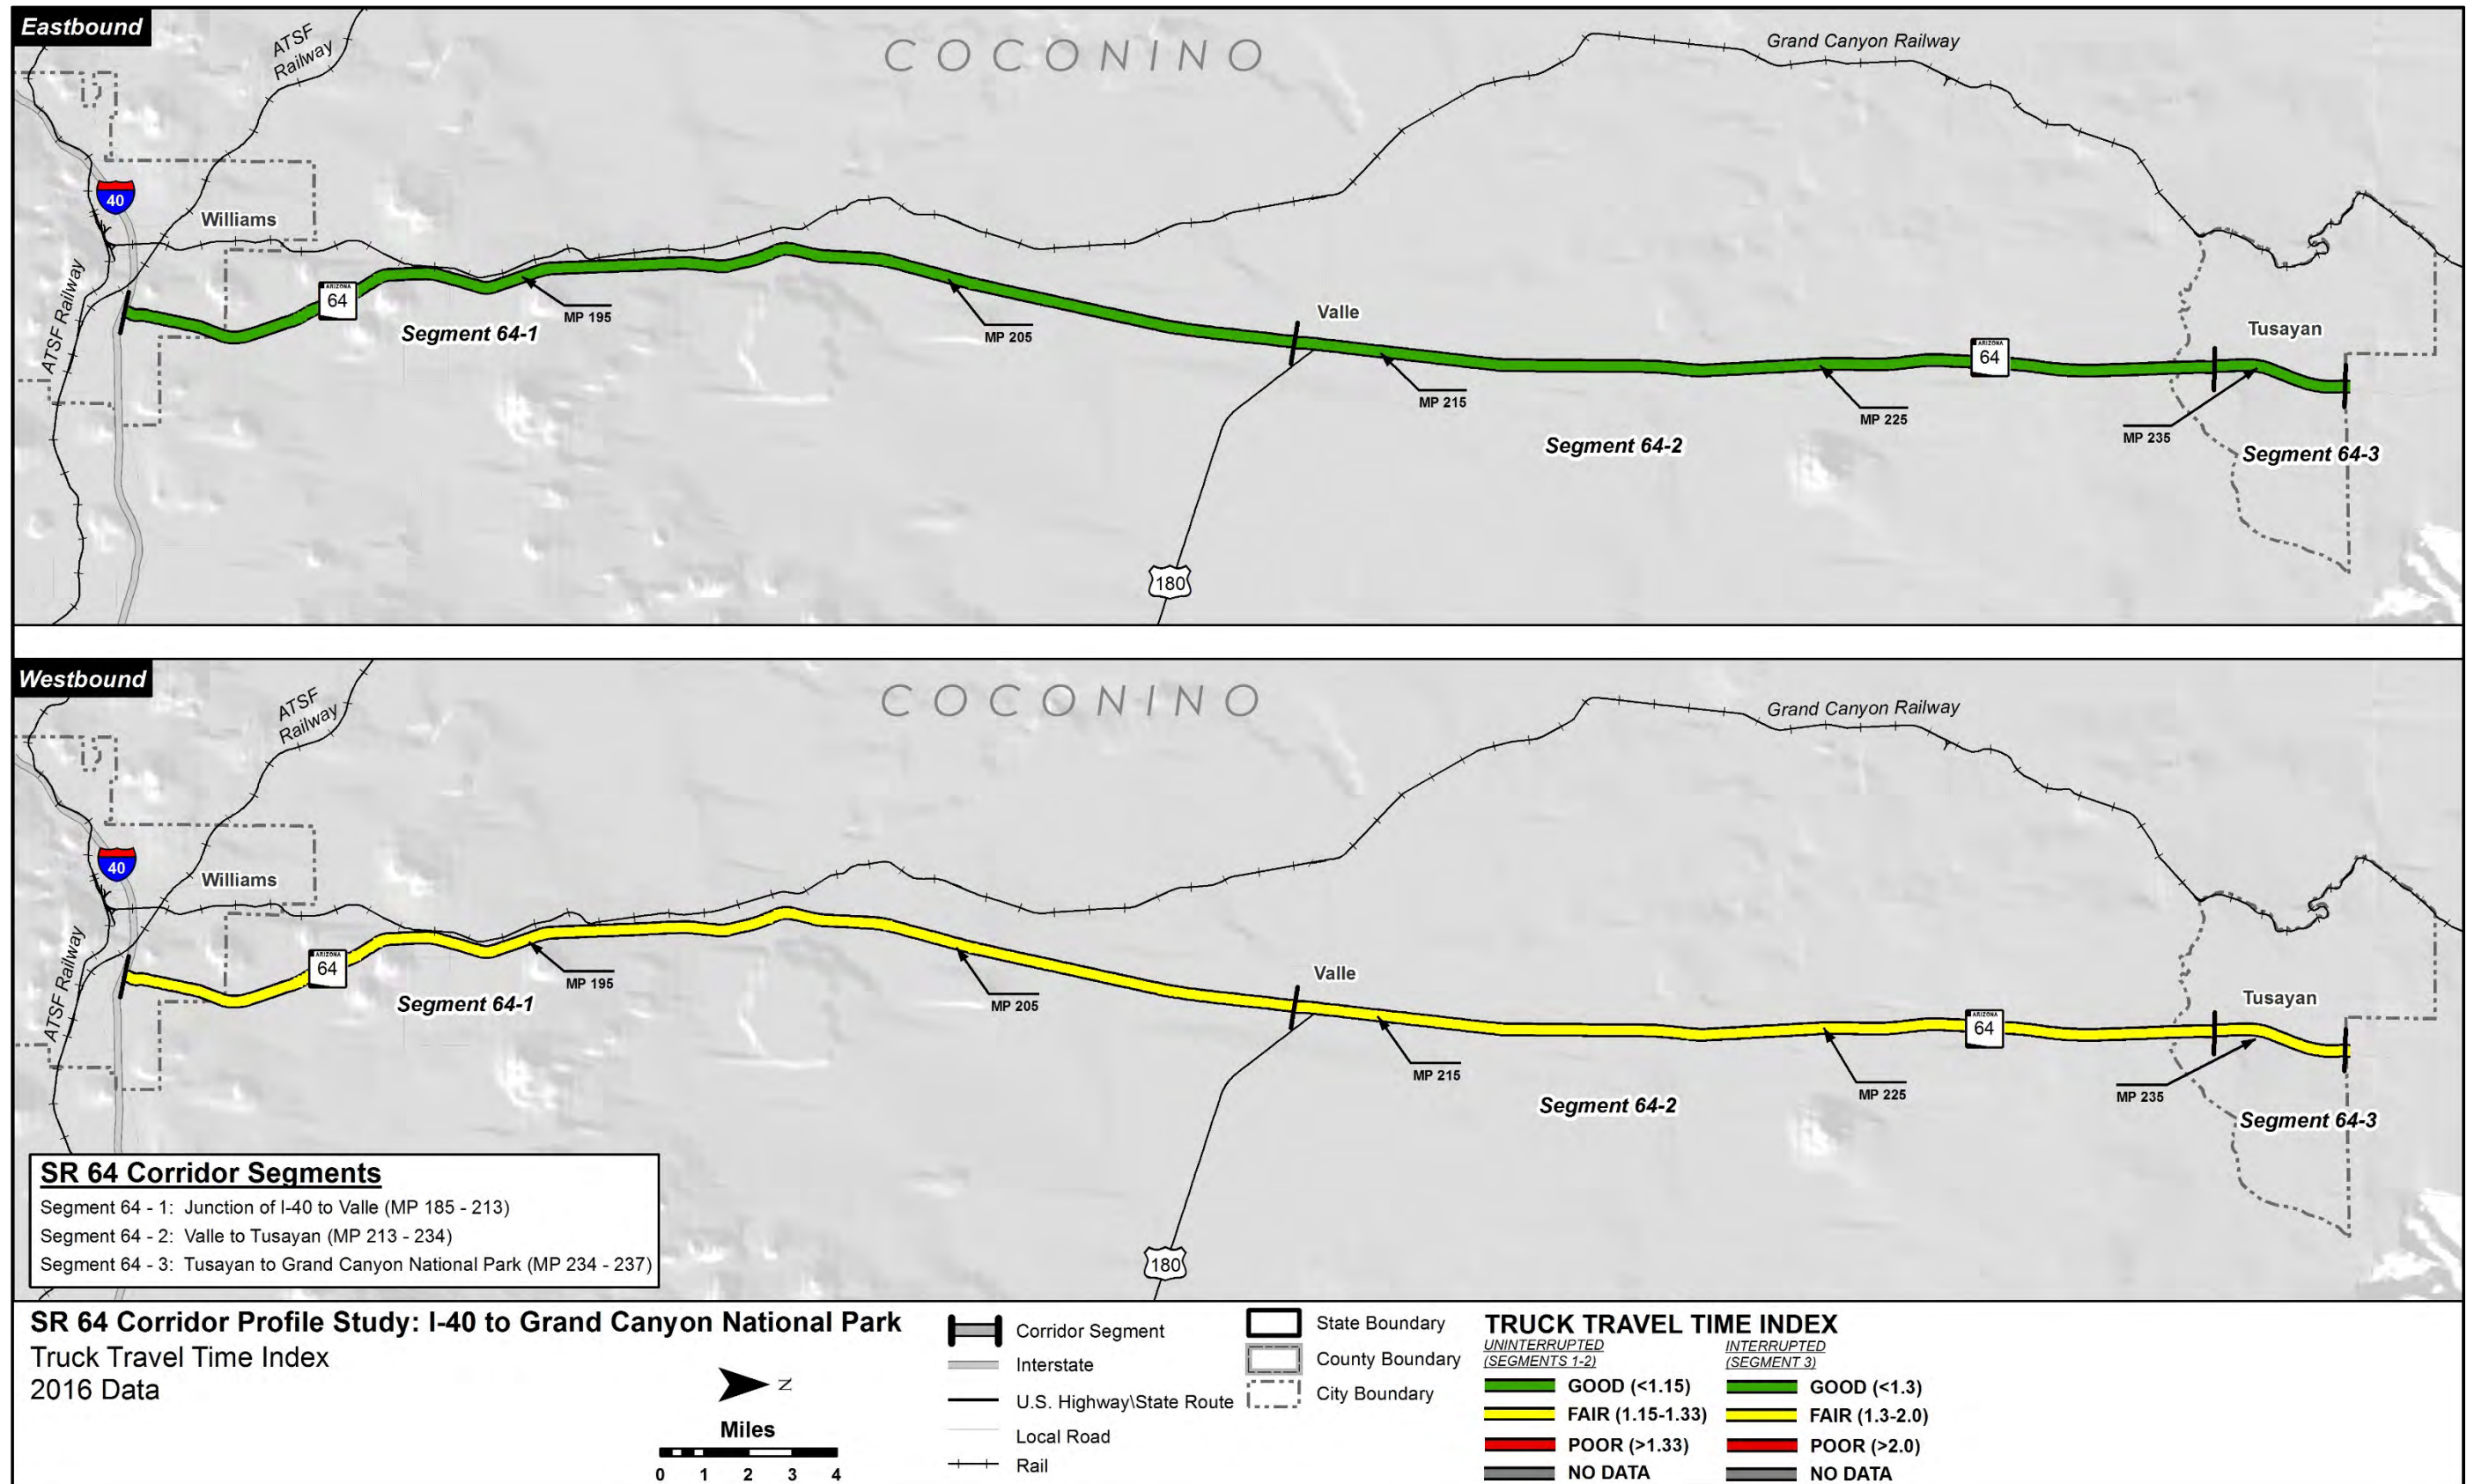 Eastbound
ATSF
Railway
COCONINO
Grand Canyon Railway
40
Williams
ATSF Railway
ARIZONA
64
Segment 64-1
MP 195
MP 205
Valle
MP 215
Segment 64-2
MP 225
ARIZONA
64
Tusayan
MP 235
Segment 64-3
180
Westbound
ATSF
Railway
COCONINO
Grand Canyon Railway
40
Williams
ATSF Railway
ARIZONA
64
Segment 64-1
MP 195
MP 205
Valle
MP 215
Segment 64-2
MP 225
ARIZONA
64
Tusayan
MP 235
Segment 64-3
180
SR 64 Corridor Segments
Segment 64 - 1: Junction of I-40 to Valle (MP 185 - 213)
Segment 64 - 2: Valle to Tusayan (MP 213 - 234)
Segment 64 - 3: Tusayan to Grand Canyon National Park (MP 234 - 237)
SR 64 Corridor Profile Study: I-40 to Grand Canyon National Park
Truck Travel Time Index
2016 Data
N
Miles
0 1 2 3 4
Corridor Segment
Interstate
U.S. Highway\State Route
Local Road
Rail
State Boundary
County Boundary
City Boundary
TRUCK TRAVEL TIME INDEX
UNINTERRUPTED
(SEGMENTS 1-2)
GOOD (<1.15)
FAIR (1.15-1.33)
POOR (>1.33)
NO DATA
INTERRUPTED
(SEGMENT 3)
GOOD (<1.3)
FAIR (1.3-2.0)
POOR (>2.0)
NO DATA